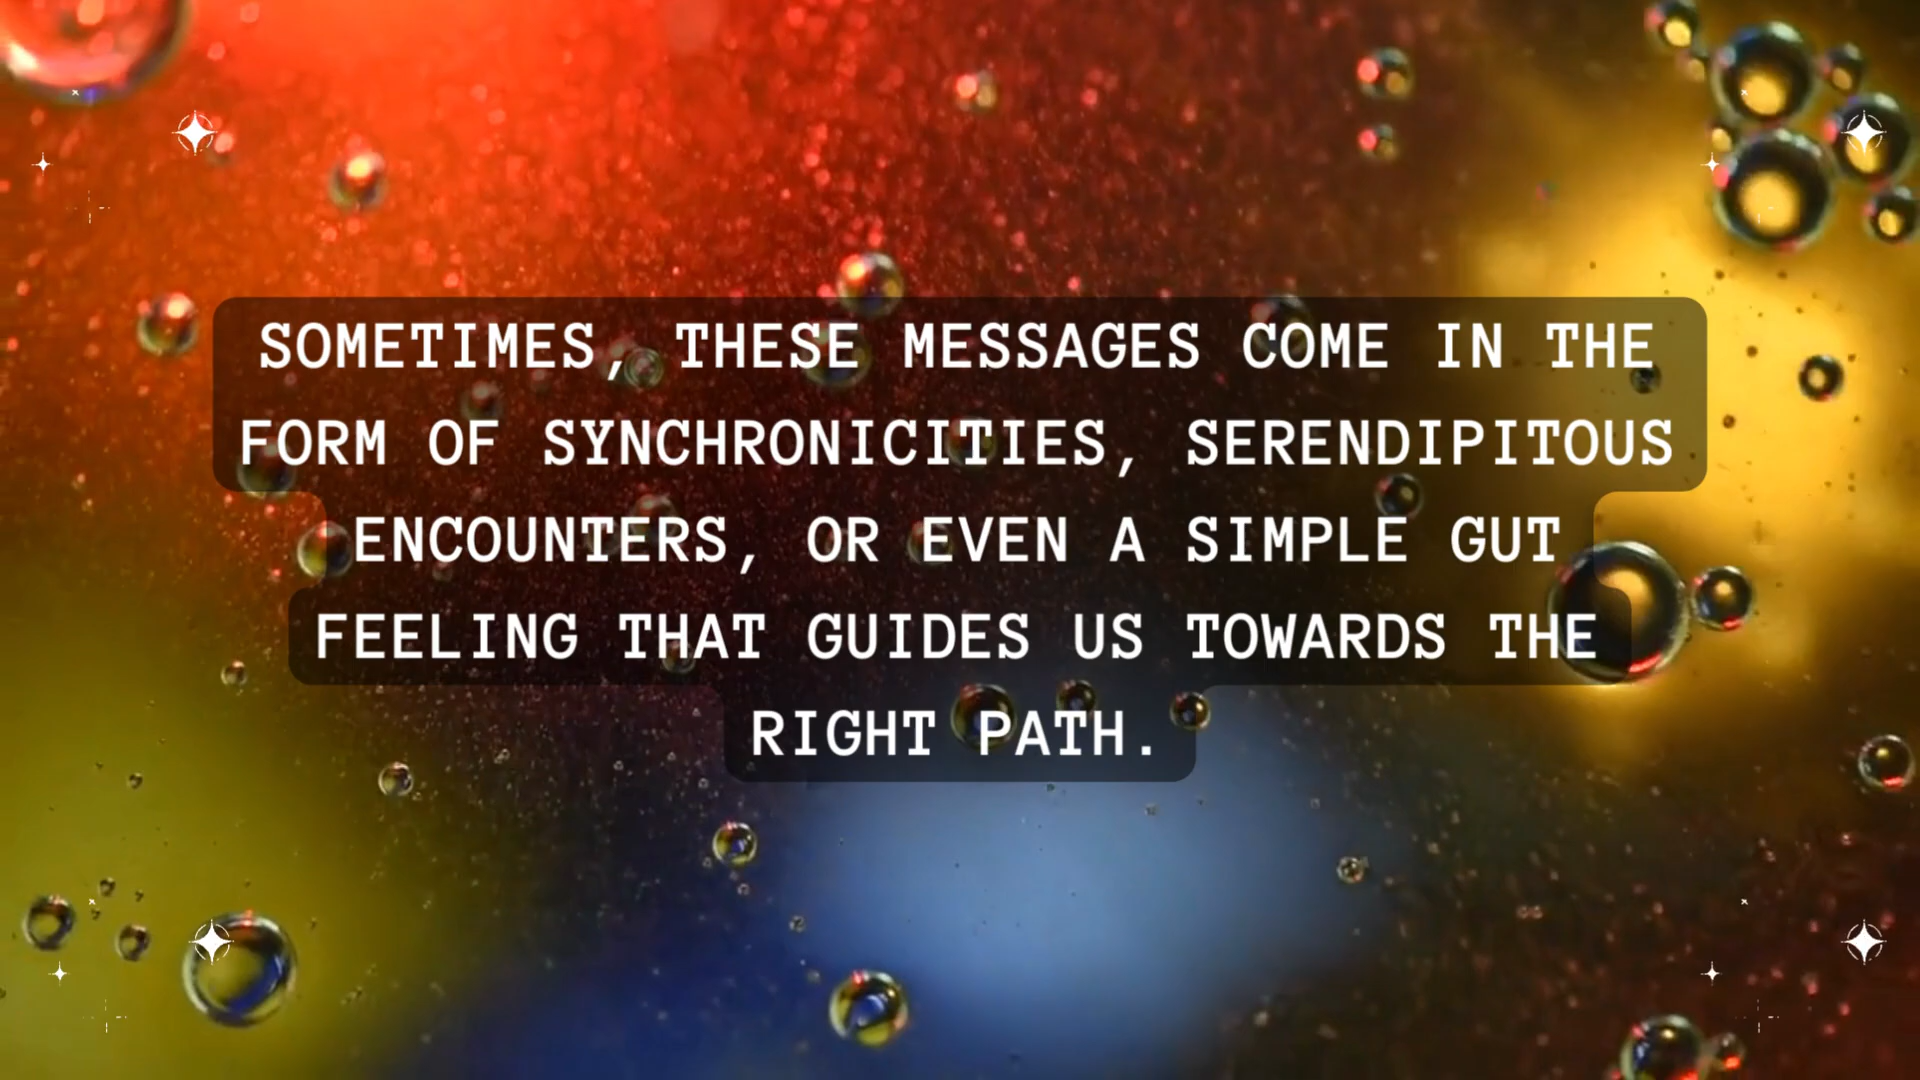 SOMETIMES, THESE MESSAGES COME IN THE
FORM OF SYNCHRONICITIES, SERENDIPITOUS
ENCOUNTERS, OR EVEN A SIMPLE GUT
FEELING THAT GUIDES US TOWARDS THE
RIGHT PATH.